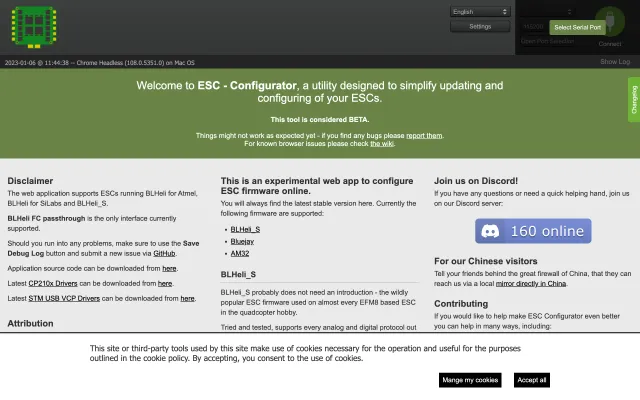 English
Settings
Select Serial Port
Open Port Selection
Connect
2023-01-06 @ 11:44:38 -- Chrome Headless (108.0.5351.0) on Mac OS
Show Log
Changelog
Welcome to ESC - Configurator, a utility designed to simplify updating and
configuring of your ESCs.
This tool is considered BETA.
Things might not work as expected yet - if you find any bugs please report them.
For known browser issues please check the wiki.
Disclaimer
The web application supports ESCs running BLHeli for Atmel,
BLHeli for SiLabs and BLHeli_S.
BLHeli FC passthrough is the only interface currently
supported.
Should you run into any problems, make sure to use the Save
Debug Log button and submit a new issue via GitHub.
Application source code can be downloaded from here.
Latest CP210x Drivers can be downloaded from here.
Latest STM USB VCP Drivers can be downloaded from here.
Attribution
This is an experimental web app to configure
ESC firmware online.
You will always find the latest stable version here. Currently the
following firmware are supported:
BLHeli_S
Bluejay
AM32
BLHeli_S
BLHeli_S probably does not need an introduction - the wildly
popular ESC firmware used on almost every EFM8 based ESC
in the quadcopter hobby.
Tried and tested, supports every analog and digital protocol out
Join us on Discord!
If you have any questions or need a quick helping hand, join us
on our Discord server:
160 online
For our Chinese visitors
Tell your friends behind the great firewall of China, that they can
reach us via a local mirror directly in China.
Contributing
If you would like to help make ESC Configurator even better
you can help in many ways, including:
This site or third-party tools used by this site make use of cookies necessary for the operation and useful for the purposes
outlined in the cookie policy. By accepting, you consent to the use of cookies.
Mange my cookies
Accept all